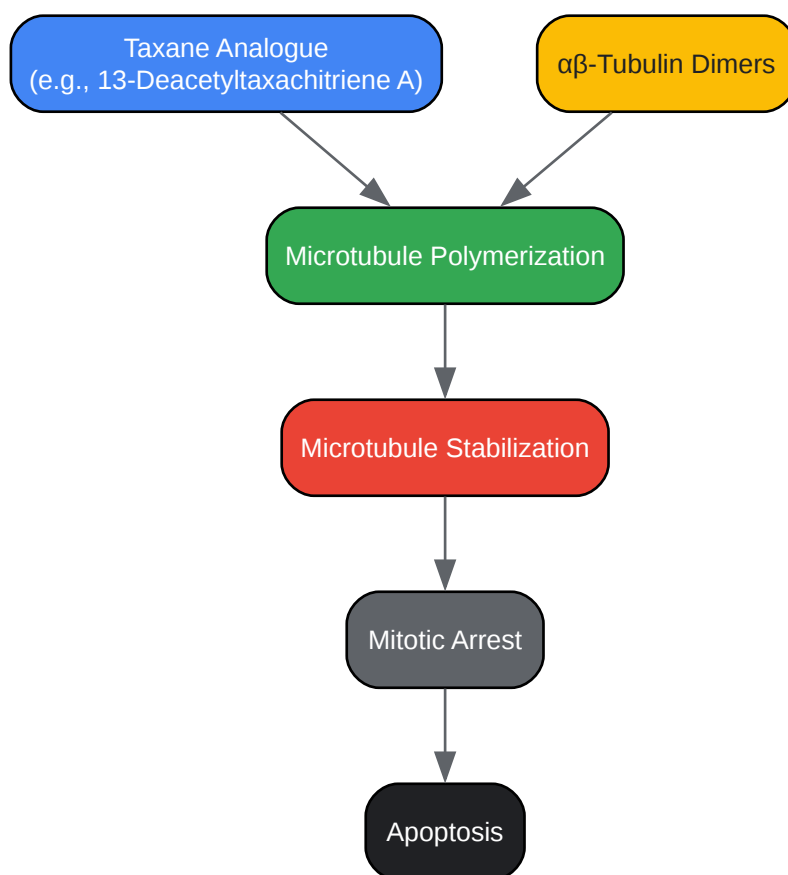 Taxane Analogue
(e.g., 13-Deacetyltaxachitriene A)
αβ-Tubulin Dimers
Microtubule Polymerization
Microtubule Stabilization
Mitotic Arrest
Apoptosis